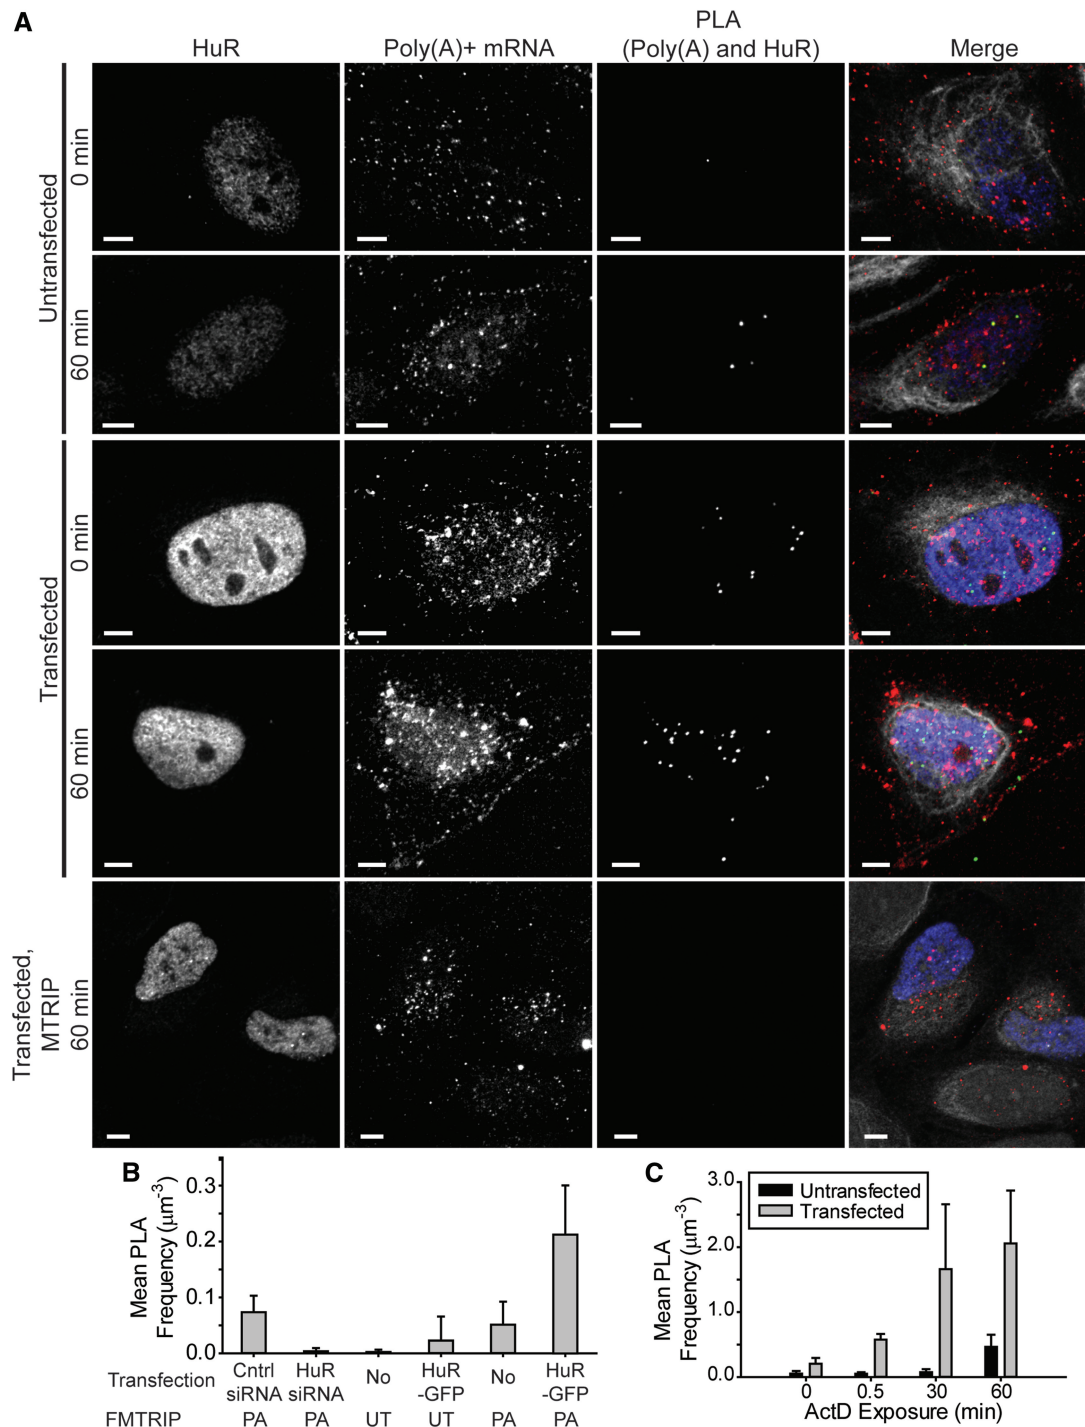 A
HuR
Poly(A)+ mRNA
PLA
(Poly(A) and HuR)
Merge
Untransfected
0 min
60 min
Transfected
0 min
60 min
Transfected,
MTRIP
60 min
B
Mean PLA
Frequency (μm-3)
0.3
0.2
0.1
0.0
Transfection
Cntrl siRNA
HuR siRNA
No
HuR -GFP
No
HuR -GFP
FMTRIP
PA
PA
UT
UT
PA
PA
C
Untransfected
Transfected
Mean PLA
Frequency (μm-3)
3.0
2.0
1.0
0.0
0
0.5
30
60
ActD Exposure (min)